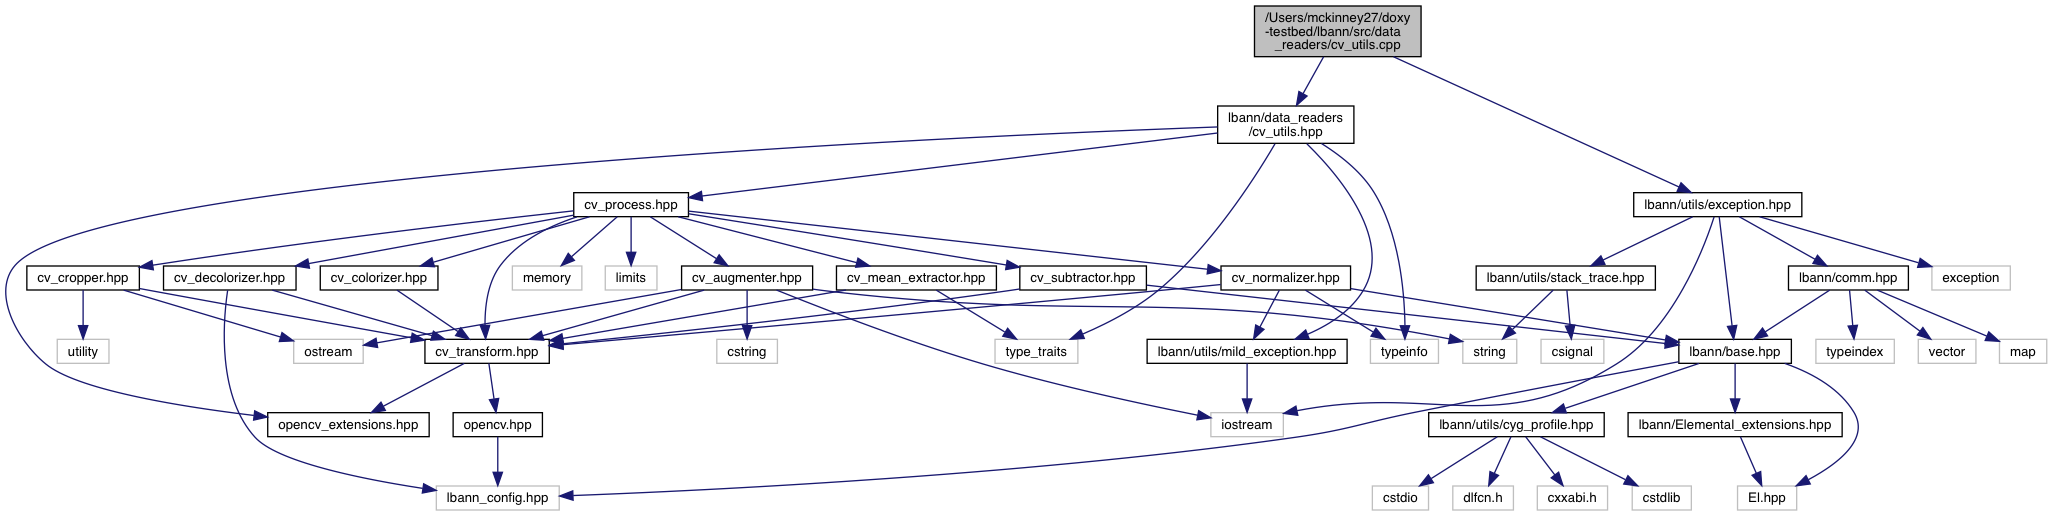 /Users/mckinney27/doxy
-testbed/lbann/src/data
_readers/cv_utils.cpp
lbann/data_readers
/cv_utils.hpp
cv_process.hpp
lbann/utils/exception.hpp
cv_cropper.hpp
cv_decolorizer.hpp
cv_colorizer.hpp
memory
limits
cv_augmenter.hpp
cv_mean_extractor.hpp
cv_subtractor.hpp
cv_normalizer.hpp
lbann/utils/stack_trace.hpp
lbann/comm.hpp
exception
utility
ostream
cv_transform.hpp
cstring
type_traits
lbann/utils/mild_exception.hpp
typeinfo
string
csignal
lbann/base.hpp
typeindex
vector
map
opencv_extensions.hpp
opencv.hpp
iostream
lbann/utils/cyg_profile.hpp
lbann/Elemental_extensions.hpp
lbann_config.hpp
cstdio
dlfcn.h
cxxabi.h
cstdlib
El.hpp